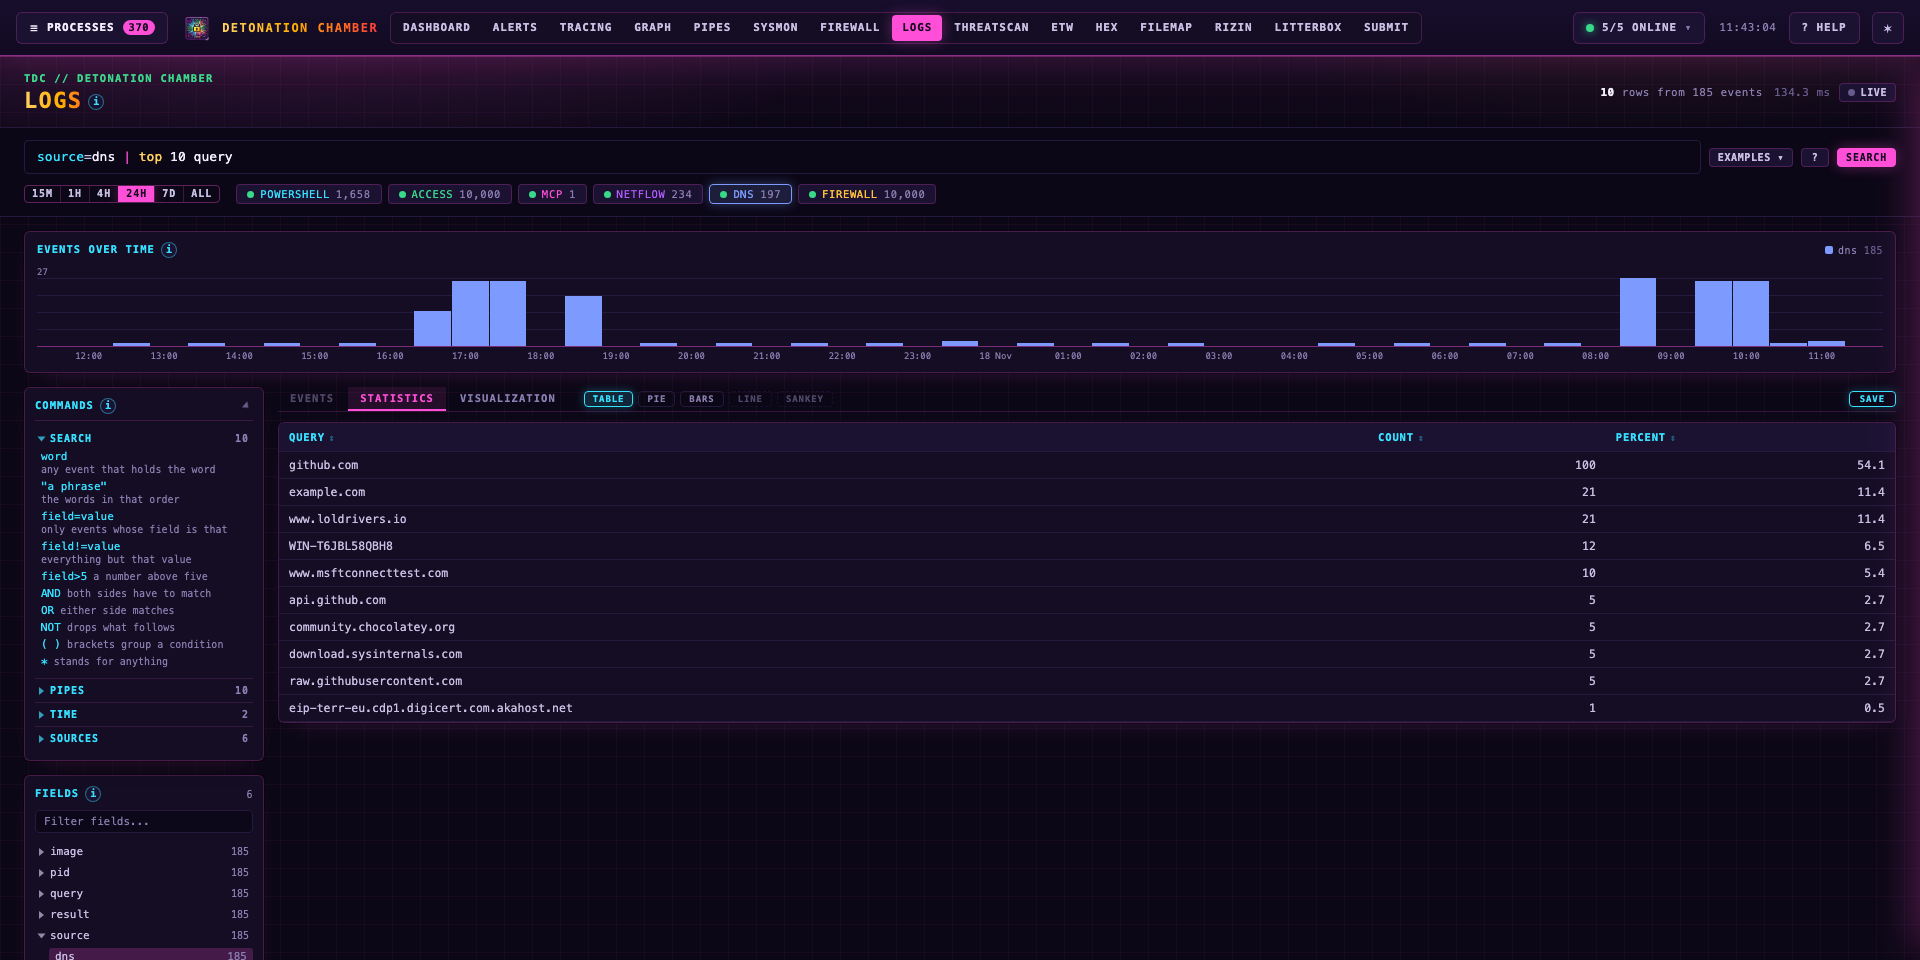 ≡ PROCESSES 370
DETONATION CHAMBER
DASHBOARD ALERTS TRACING GRAPH PIPES SYSMON FIREWALL LOGS THREATSCAN ETW HEX FILEMAP RIZIN LITTERBOX SUBMIT
5/5 ONLINE ▾
11:43:04
? HELP
TDC // DETONATION CHAMBER
LOGS i
10 rows from 185 events 134.3 ms LIVE
source=dns | top 10 query
EXAMPLES ▾ ? SEARCH
15M 1H 4H 24H 7D ALL
POWERSHELL 1,658 ACCESS 10,000 MCP 1 NETFLOW 234 DNS 197 FIREWALL 10,000
EVENTS OVER TIME i
dns 185
27
12:00 13:00 14:00 15:00 16:00 17:00 18:00 19:00 20:00 21:00 22:00 23:00 18 Nov 01:00 02:00 03:00 04:00 05:00 06:00 07:00 08:00 09:00 10:00 11:00
COMMANDS i
SEARCH 10
word
any event that holds the word
"a phrase"
the words in that order
field=value
only events whose field is that
field!=value
everything but that value
field>5 a number above five
AND both sides have to match
OR either side matches
NOT drops what follows
( ) brackets group a condition
* stands for anything
PIPES 10
TIME 2
SOURCES 6
FIELDS i 6
Filter fields...
image 185
pid 185
query 185
result 185
source 185
dns 185
EVENTS STATISTICS VISUALIZATION TABLE PIE BARS LINE SANKEY SAVE
QUERY COUNT PERCENT
github.com 100 54.1
example.com 21 11.4
www.loldrivers.io 21 11.4
WIN-T6JBL58QBH8 12 6.5
www.msftconnecttest.com 10 5.4
api.github.com 5 2.7
community.chocolatey.org 5 2.7
download.sysinternals.com 5 2.7
raw.githubusercontent.com 5 2.7
eip-terr-eu.cdp1.digicert.com.akahost.net 1 0.5